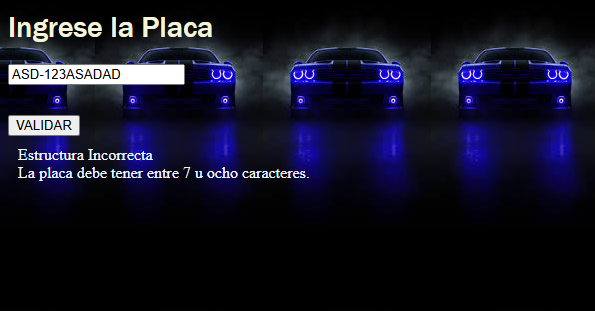 Ingrese la Placa
ASD-123ASADAD
VALIDAR
Estructura Incorrecta
La placa debe tener entre 7 u ocho caracteres.